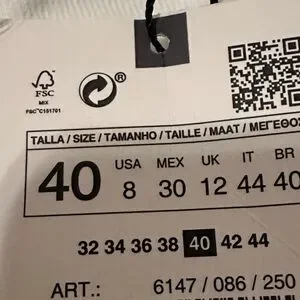 FSC
MIX
FSC™ C151701
®
TALLA / SIZE / TAMANHO / TAILLE / MAAT / ΜΕΓΕΘΟΣ
USA MEX UK IT BR
40 8 30 12 44 40
32 34 36 38 40 42 44
ART.: 6147 / 086 / 250